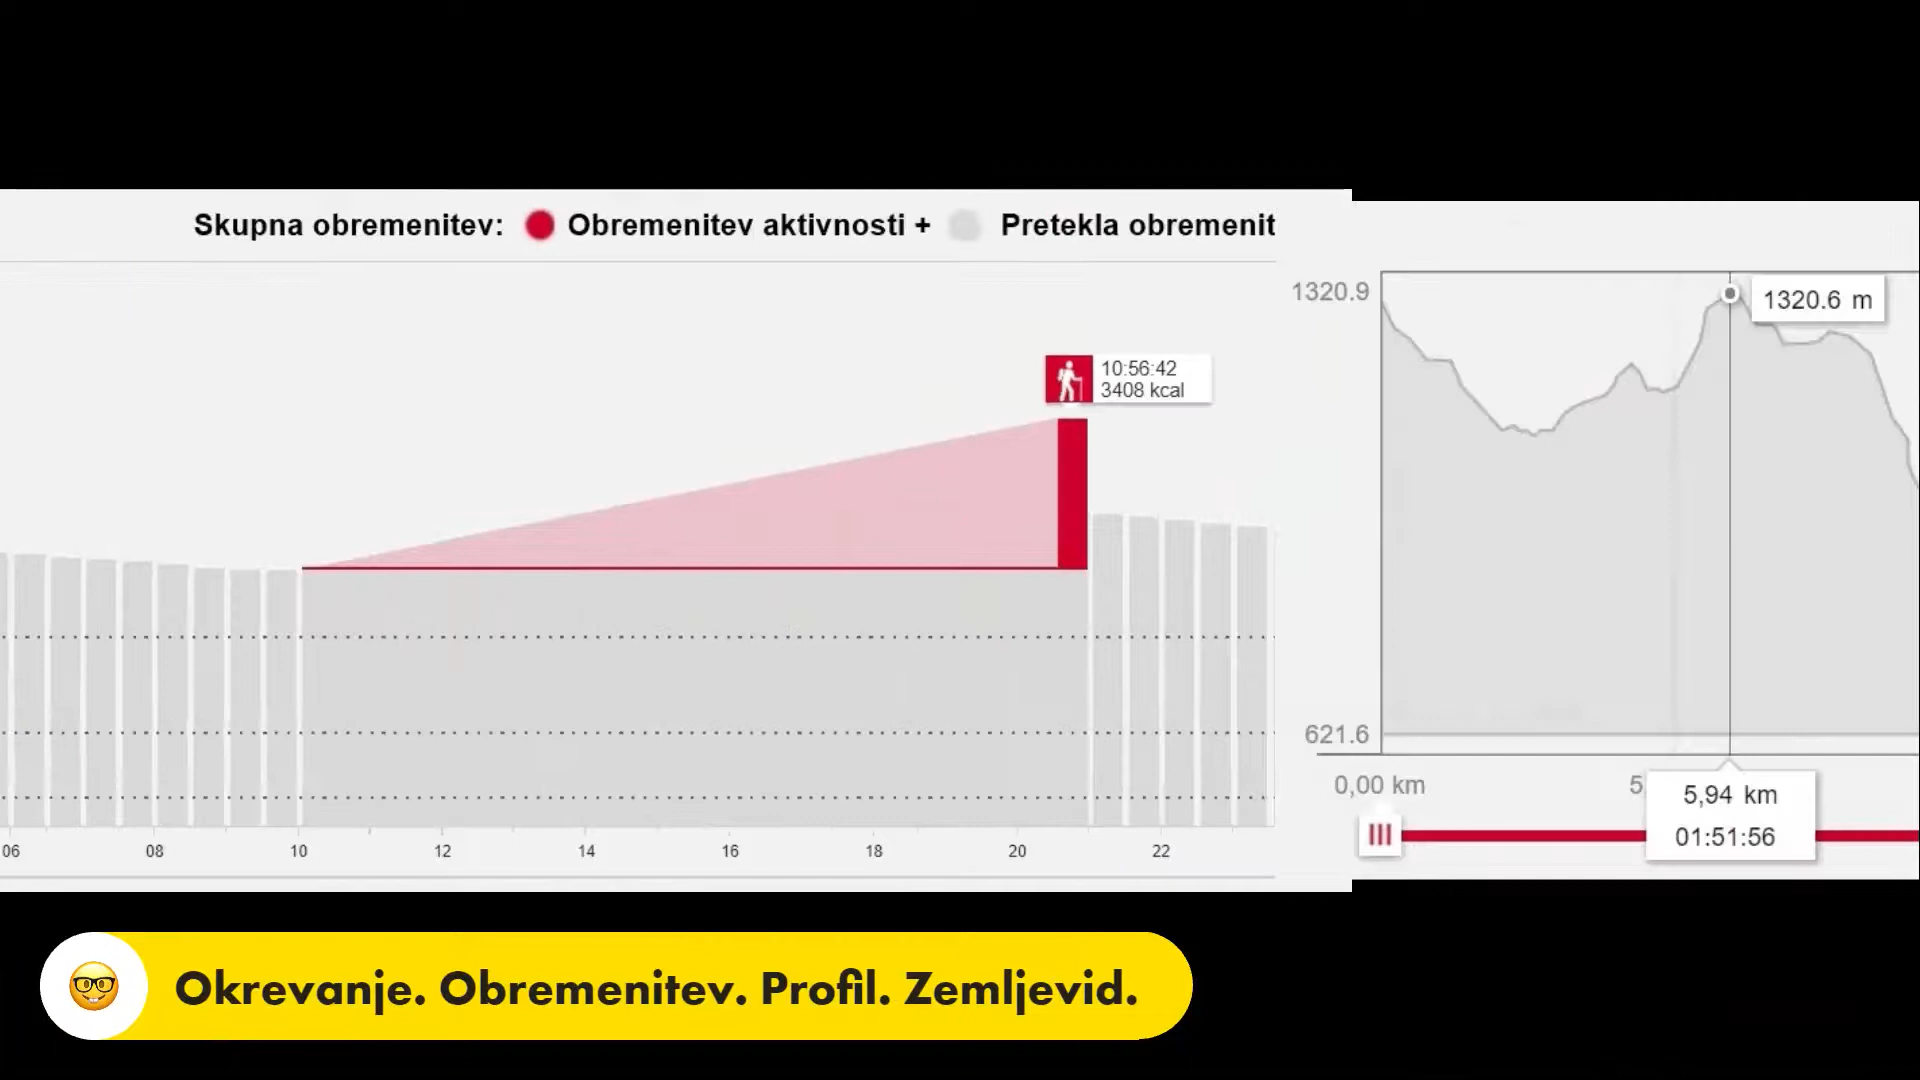 Skupna obremenitev: Obremenitev aktivnosti + Pretekla obremenit
10:56:42
3408 kcal
06 08 10 12 14 16 18 20 22
1320.9
1320.6 m
621.6
0,00 km
5
5,94 km
01:51:56
Okrevanje. Obremenitev. Profil. Zemljevid.